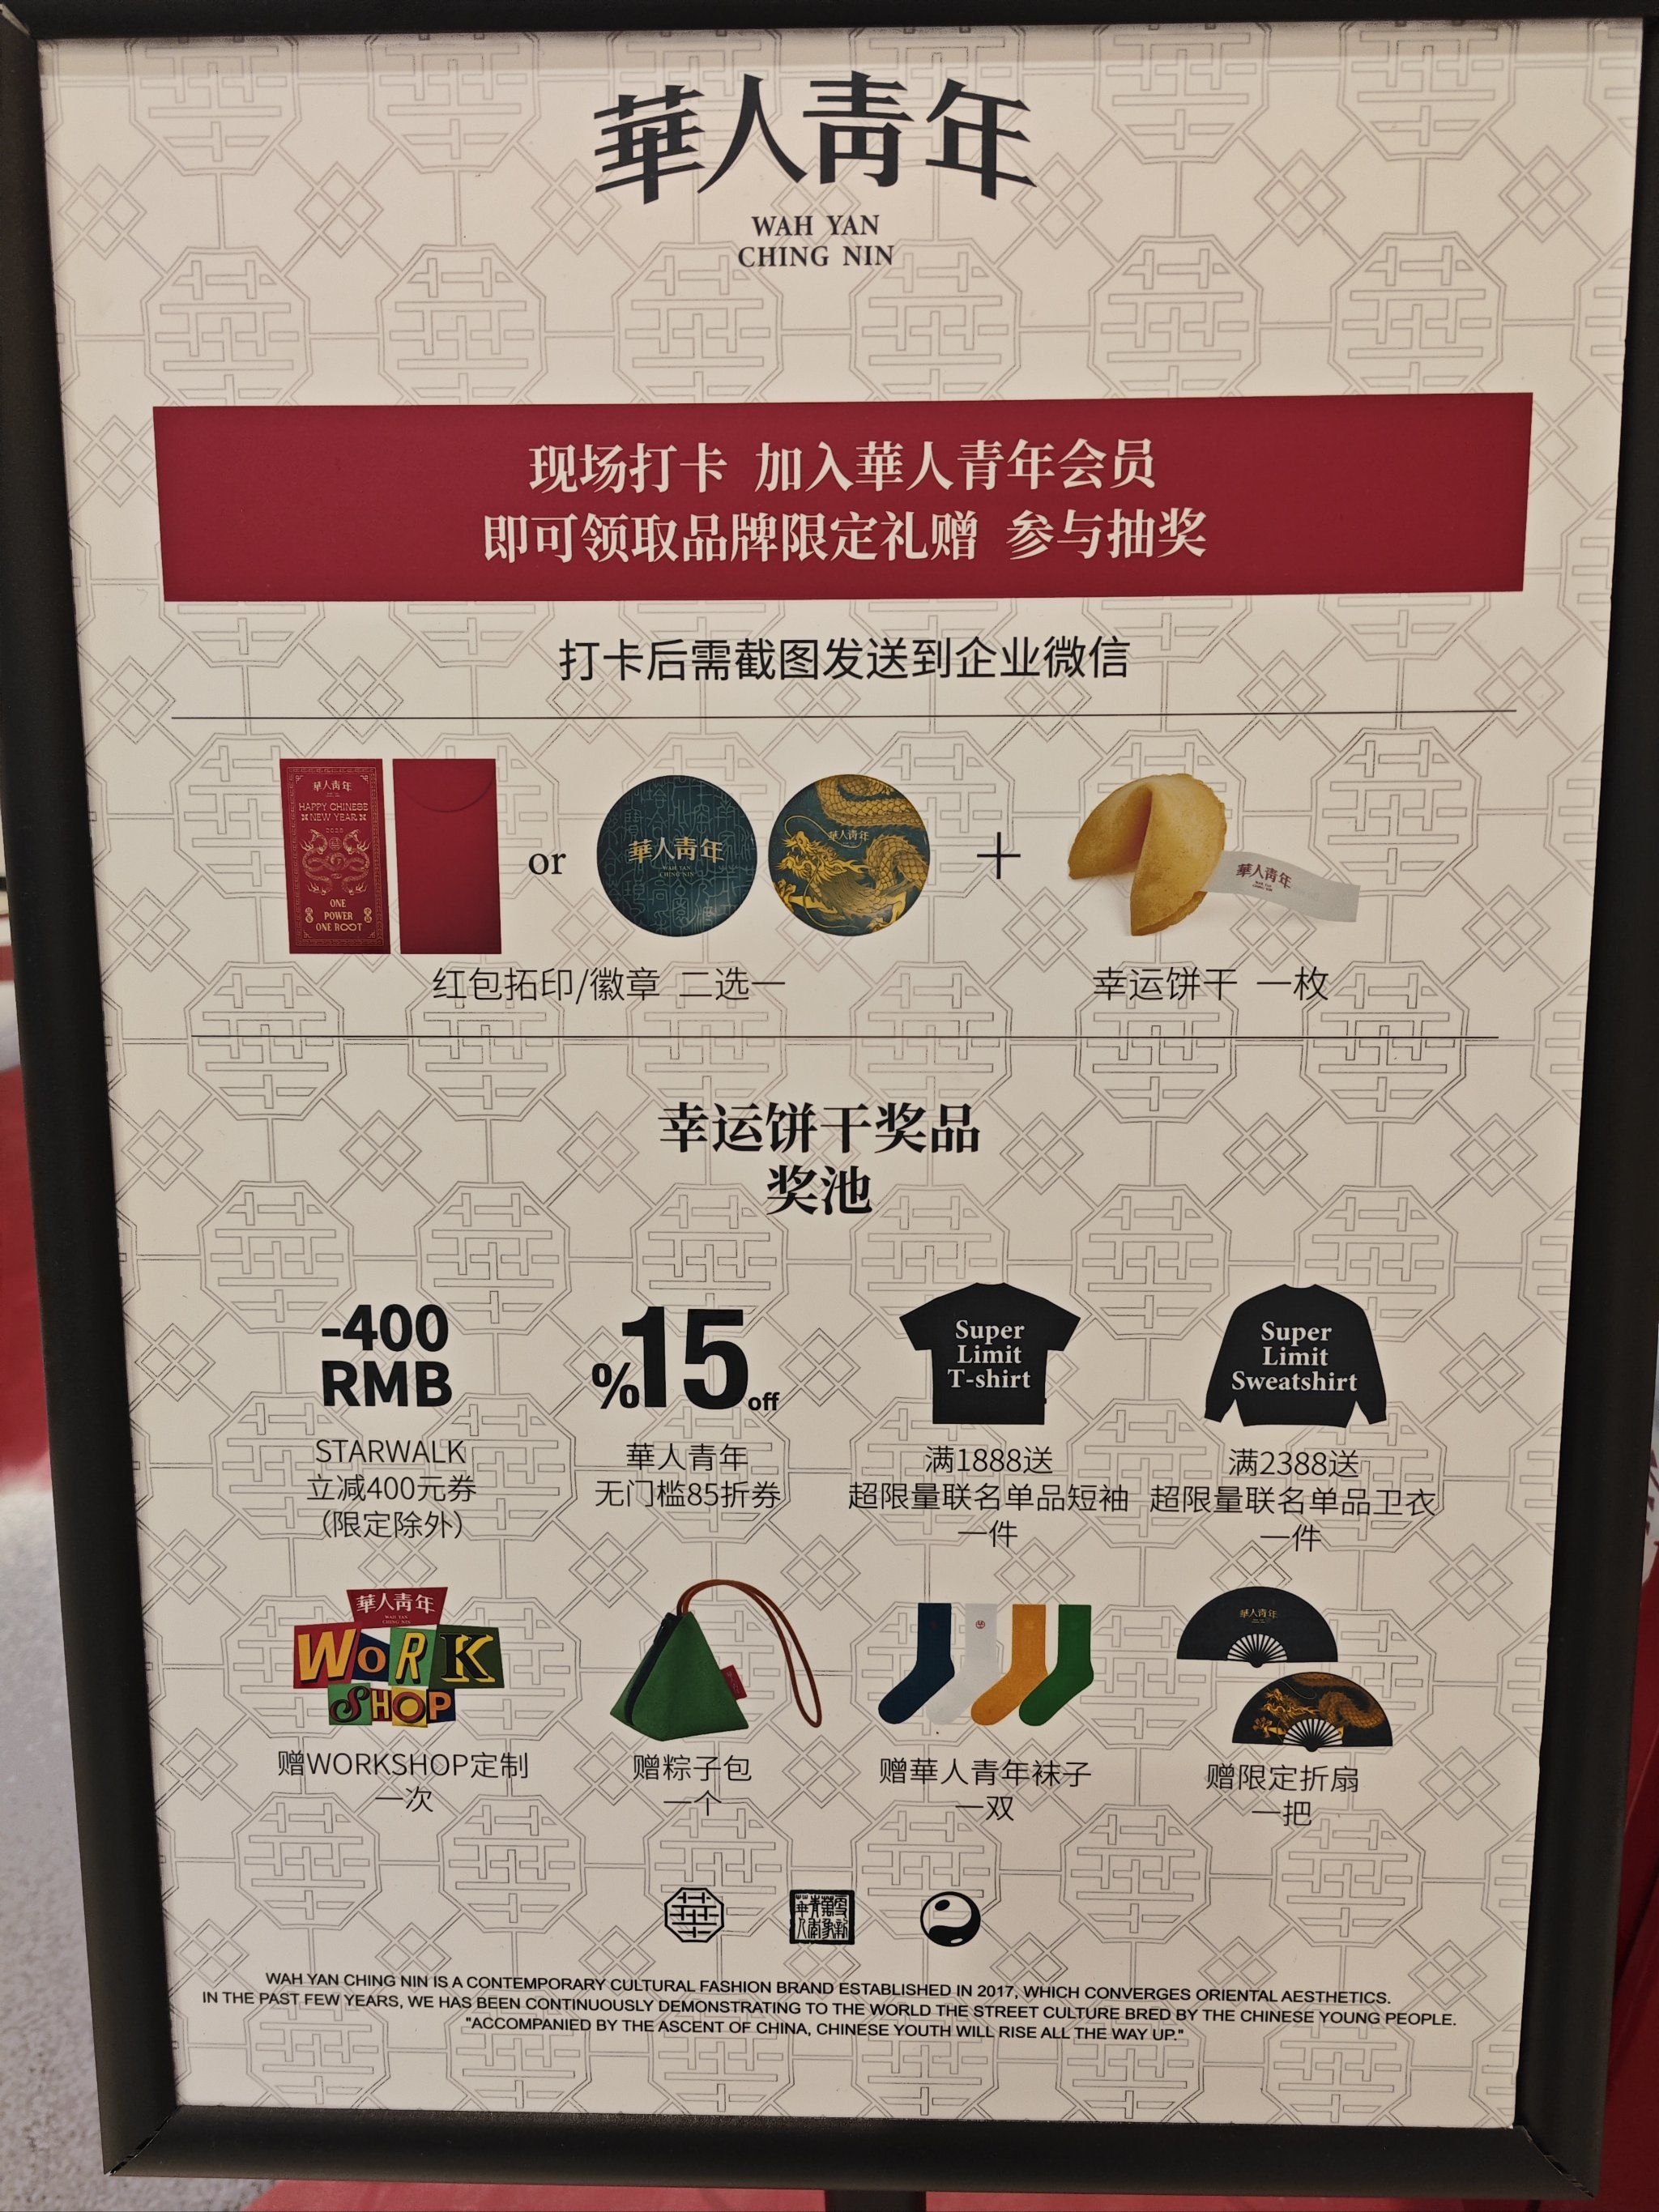 華人青年
WAH YAN
CHING NIN
现场打卡 加入華人青年会员
即可领取品牌限定礼赠 参与抽奖
打卡后需截图发送到企业微信
華人青年
HAPPY CHINESE
NEW YEAR
2020
ONE
POWER
ONE ROOT
or
華人青年
WAH YAN
CHING NIN
華人青年
+
華人青年
红包拓印/徽章 二选一
幸运饼干 一枚
幸运饼干奖品
奖池
-400
RMB
STARWALK
立减400元券
（限定除外）
%15off
華人青年
无门槛85折券
Super
Limit
T-shirt
满1888送
超限量联名单品短袖
一件
Super
Limit
Sweatshirt
满2388送
超限量联名单品卫衣
一件
華人青年
WAH YAN
CHING NIN
WORK
SHOP
赠WORKSHOP定制
一次
赠粽子包
一个
赠華人青年袜子
一双
華人青年
赠限定折扇
一把
華
WAH YAN CHING NIN IS A CONTEMPORARY CULTURAL FASHION BRAND ESTABLISHED IN 2017, WHICH CONVERGES ORIENTAL AESTHETICS.
IN THE PAST FEW YEARS, WE HAS BEEN CONTINUOUSLY DEMONSTRATING TO THE WORLD THE STREET CULTURE BRED BY THE CHINESE YOUNG PEOPLE.
"ACCOMPANIED BY THE ASCENT OF CHINA, CHINESE YOUTH WILL RISE ALL THE WAY UP."